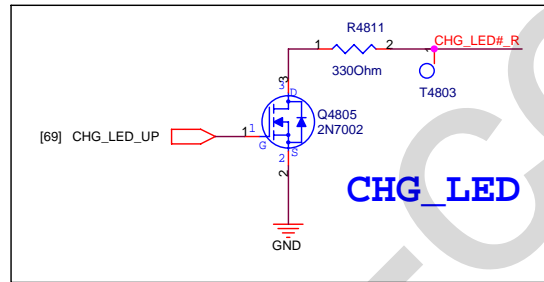 R4811
1 2 CHG_LED#_R
330Ohm
T4803
3
3 D
Q4805
2N7002
[69] CHG_LED_UP 1 1
G S
2
2
CHG_LED
GND